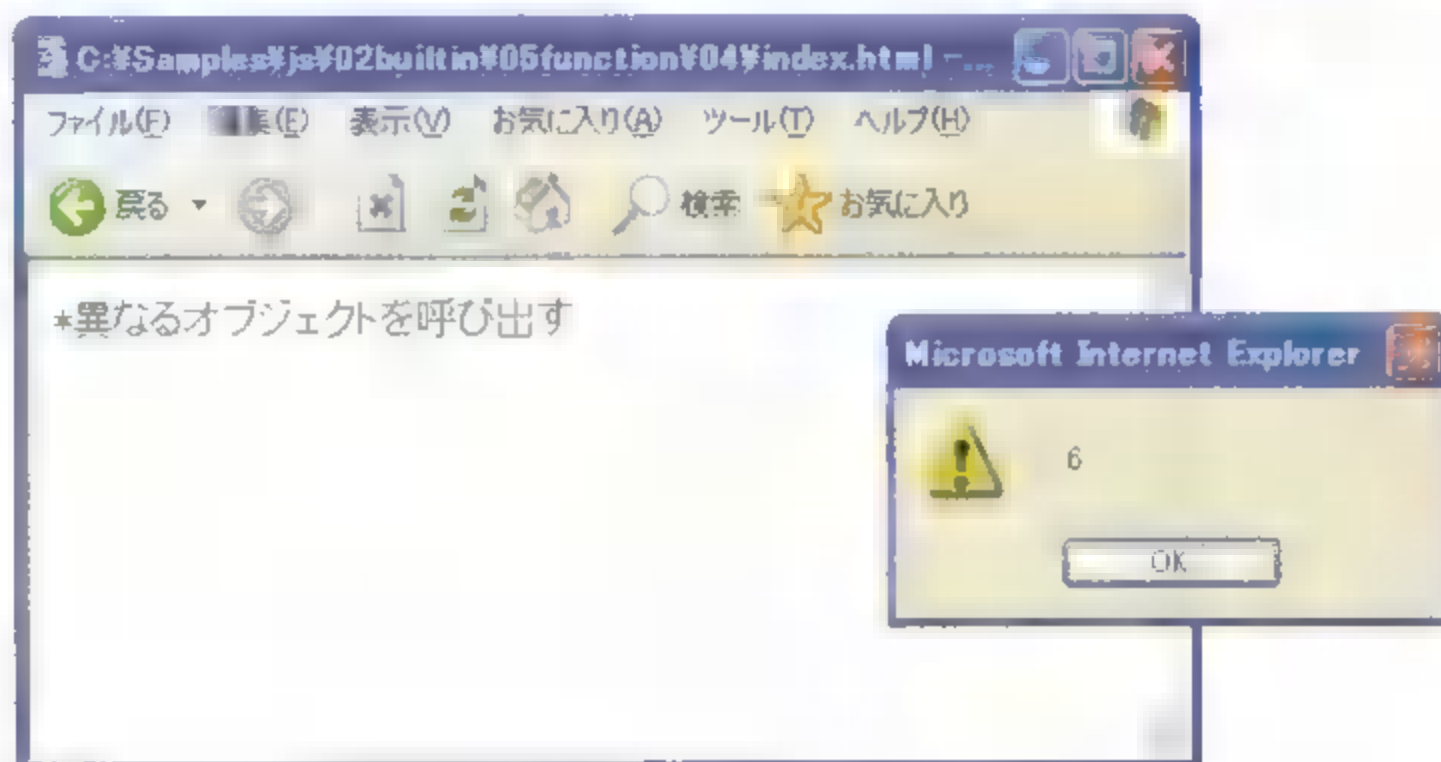 C:¥Samples¥js¥02builtin¥05function¥04¥index.html -...
ファイル(F) 集(E) 表示(V) お気に入り(A) ツール(T) ヘルプ(H)
戻る 検索 お気に入り
*異なるオブジェクトを呼び出す
Microsoft Internet Explorer
6
OK